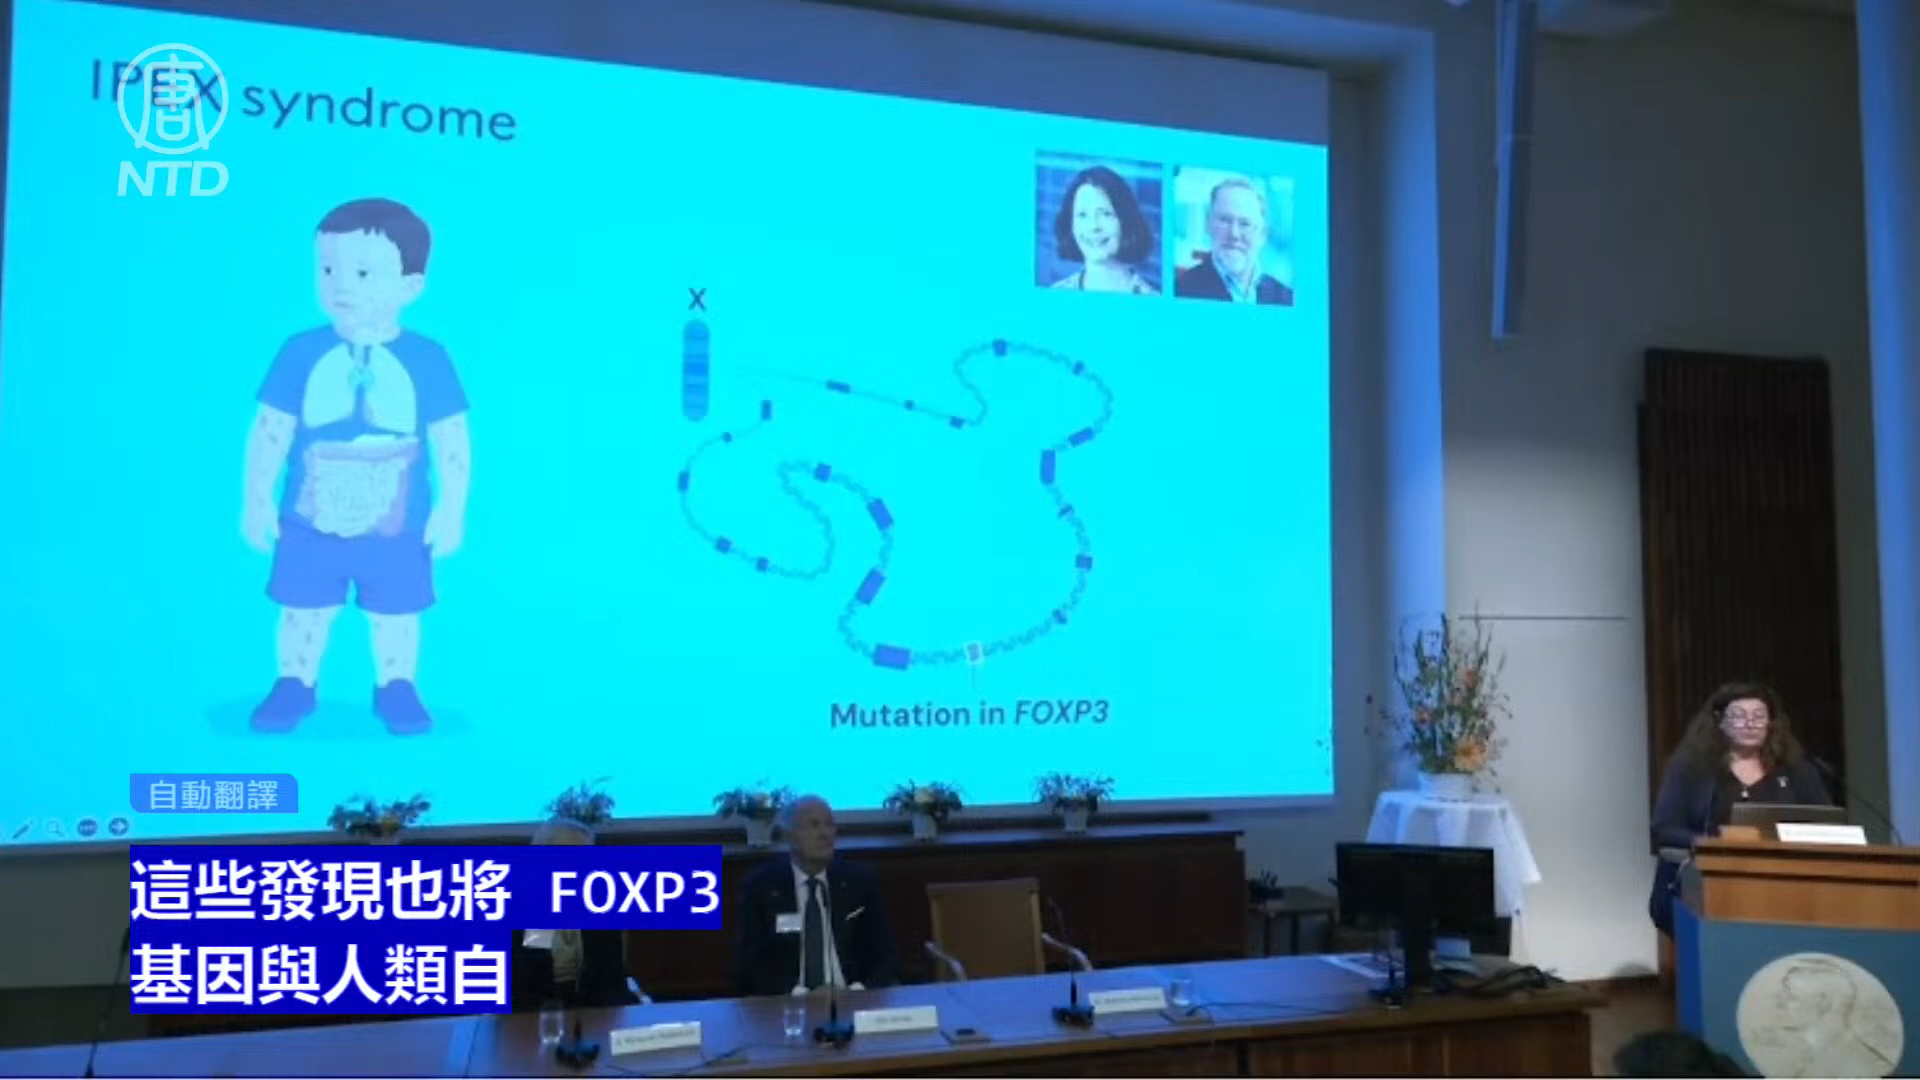 IPEX syndrome
唐
NTD
X
Mutation in FOXP3
自動翻譯
這些發現也將 FOXP3
基因與人類自